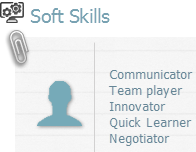 Soft Skills
Communicator
Team player
Innovator
Quick Learner
Negotiator